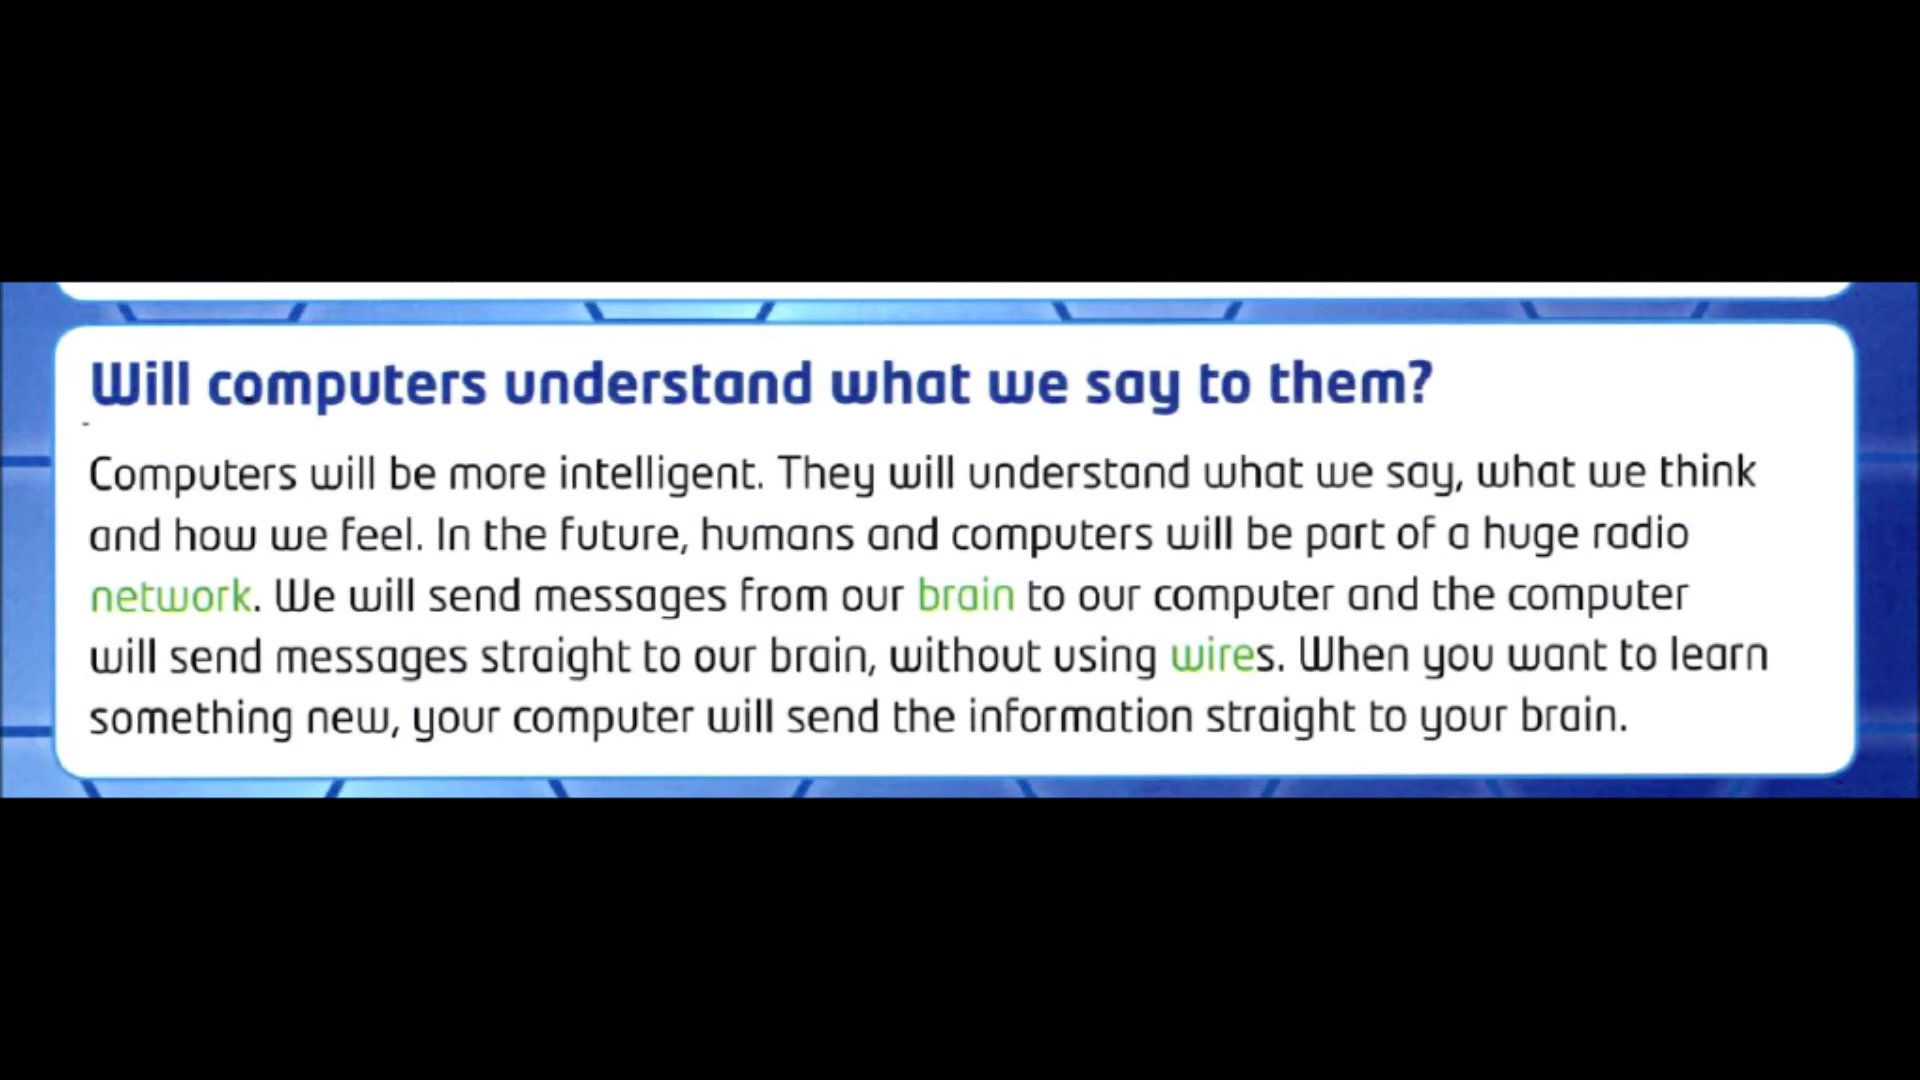 Will computers understand what we say to them?
Computers will be more intelligent. They will understand what we say, what we think
and how we feel. In the future, humans and computers will be part of a huge radio
network. We will send messages from our brain to our computer and the computer
will send messages straight to our brain, without using wires. When you want to learn
something new, your computer will send the information straight to your brain.